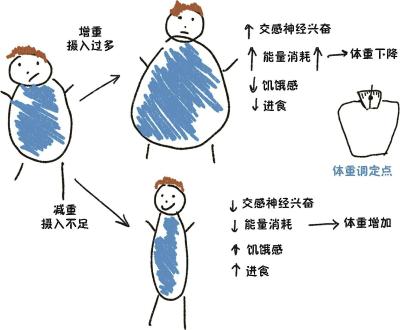 增重
摄入过多
↑ 交感神经兴奋
↑ 能量消耗 ↑ → 体重下降
↓ 饥饿感
↓ 进食
体重调定点
减重
摄入不足
↓ 交感神经兴奋
↓ 能量消耗 → 体重增加
↑ 饥饿感
↑ 进食